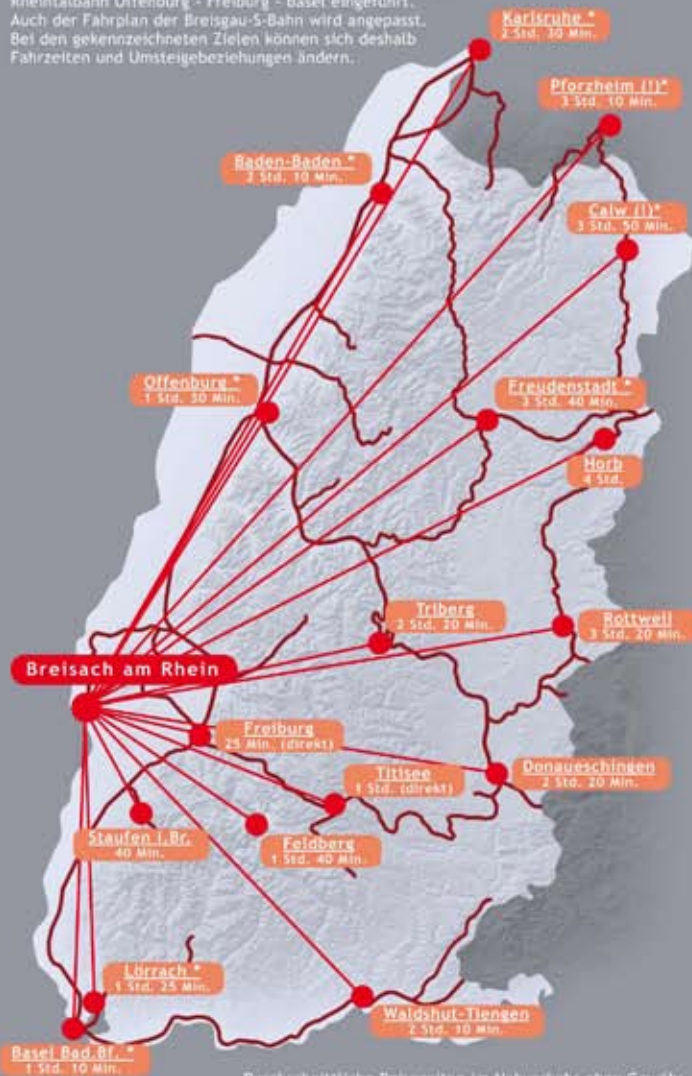 Rheintalbahn Offenburg - Freiburg - Basel eingeführt.
Auch der Fahrplan der Breisgau-S-Bahn wird angepasst.
Bei den gekennzeichneten Zielen können sich deshalb
Fahrzeiten und Umsteigebeziehungen ändern.
Karlsruhe *
2 Std. 30 Min.
Pforzheim (!)*
3 Std. 10 Min.
Baden-Baden *
2 Std. 10 Min.
Calw (!)*
3 Std. 50 Min.
Offenburg *
1 Std. 30 Min.
Freudenstadt *
3 Std. 40 Min.
Horb
4 Std.
Triberg
2 Std. 20 Min.
Rottweil
3 Std. 20 Min.
Breisach am Rhein
Freiburg
25 Min. (direkt)
Titisee
1 Std. (direkt)
Donaueschingen
2 Std. 20 Min.
Staufen i.Br.
40 Min.
Feldberg
1 Std. 40 Min.
Lörrach *
1 Std. 25 Min.
Waldshut-Tiengen
2 Std. 10 Min.
Basel Bad.Bf. *
1 Std. 10 Min.